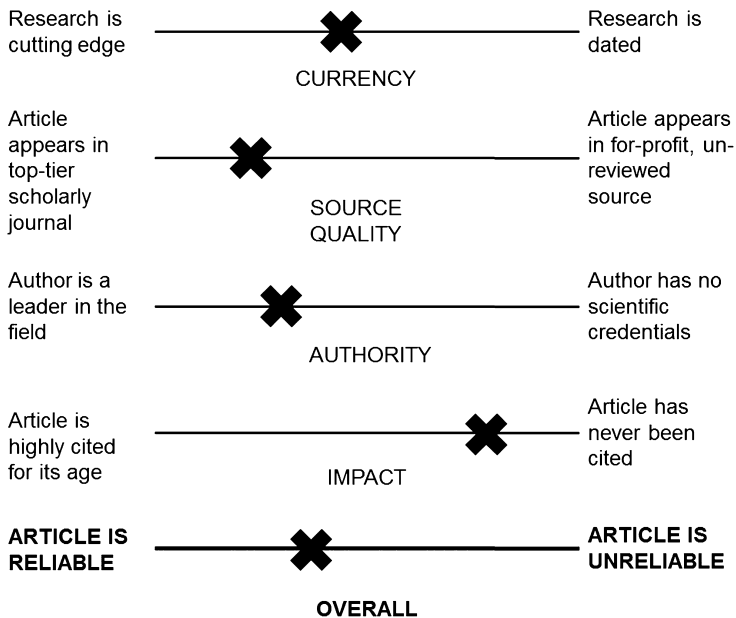 Research is
cutting edge
Research is
dated
CURRENCY
Article
appears in
top-tier
scholarly
journal
Article appears
in for-profit, un-
reviewed
source
SOURCE
QUALITY
Author is a
leader in the
field
Author has no
scientific
credentials
AUTHORITY
Article is
highly cited
for its age
Article has
never been
cited
IMPACT
ARTICLE IS
RELIABLE
ARTICLE IS
UNRELIABLE
OVERALL